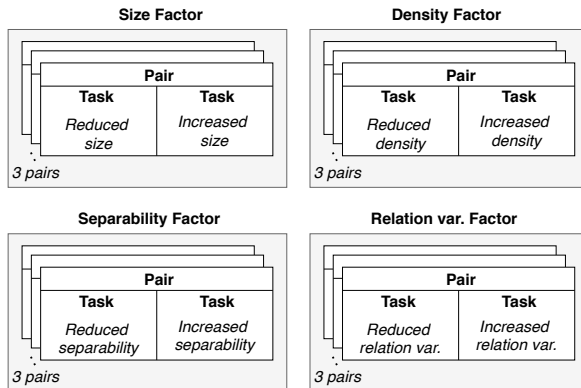 Size Factor
Pair
Task
Task
Reduced
size
Increased
size
3 pairs
Density Factor
Pair
Task
Task
Reduced
density
Increased
density
3 pairs
Separability Factor
Pair
Task
Task
Reduced
separability
Increased
separability
3 pairs
Relation var. Factor
Pair
Task
Task
Reduced
relation var.
Increased
relation var.
3 pairs